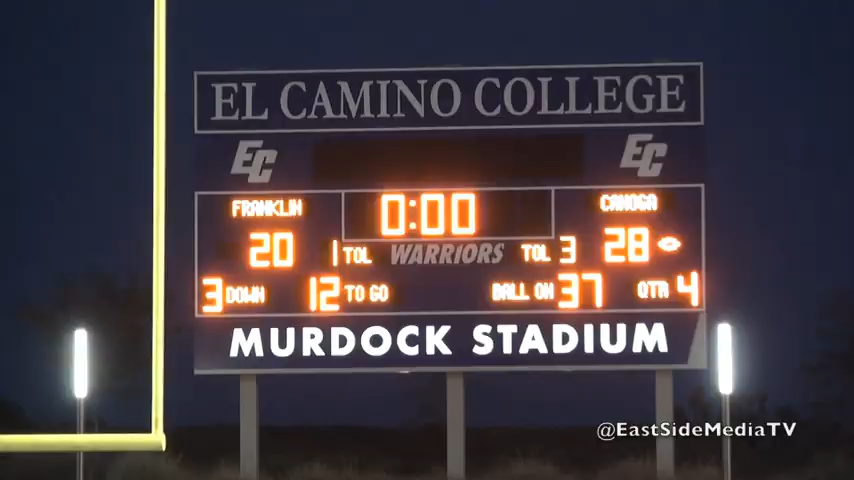 EL CAMINO COLLEGE
EC EC
FRANKLIN 0:00 CANOGA
20 1 TOL WARRIORS TOL 3 28
3 DOWN 12 TO GO BALL ON 37 QTR 4
MURDOCK STADIUM
@EastSideMediaTV